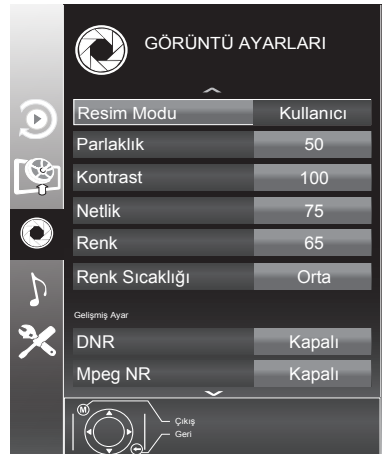 GÖRÜNTÜ AYARLARI
Resim Modu Kullanıcı
Parlaklık 50
Kontrast 100
Netlik 75
Renk 65
Renk Sıcaklığı Orta
Gelişmiş Ayar
DNR Kapalı
Mpeg NR Kapalı
M
Çıkış
Geri